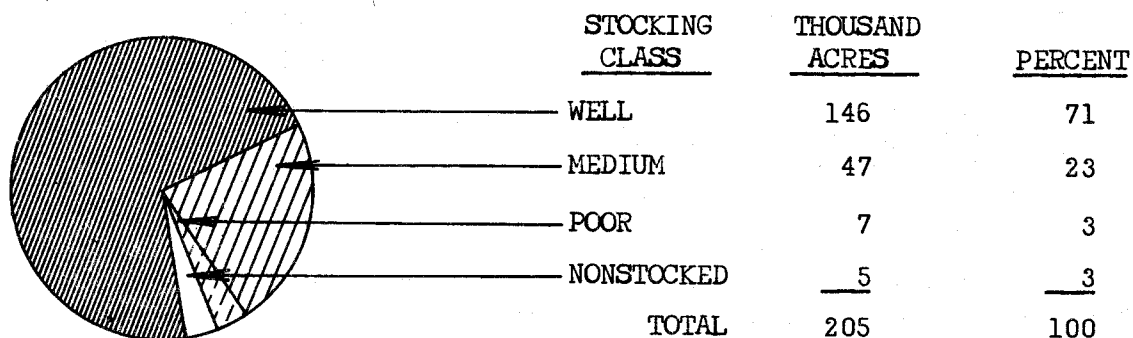 STOCKING THOUSAND
CLASS ACRES PERCENT
WELL 146 71
MEDIUM 47 23
POOR 7 3
NONSTOCKED 5 3
TOTAL 205 100